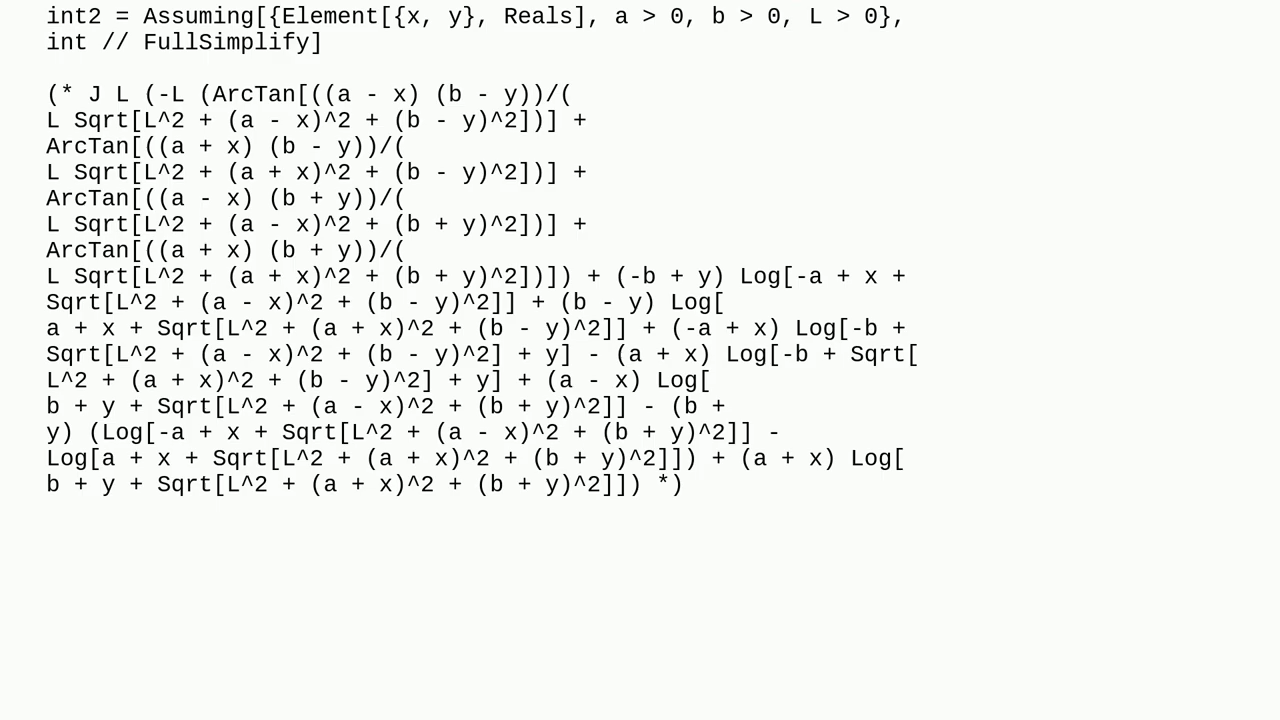 int2 = Assuming[{Element[{x, y}, Reals], a > 0, b > 0, L > 0},
int // FullSimplify]
(* J L (-L (ArcTan[((a - x) (b - y))/(
L Sqrt[L^2 + (a - x)^2 + (b - y)^2])] +
ArcTan[((a + x) (b - y))/(
L Sqrt[L^2 + (a + x)^2 + (b - y)^2])] +
ArcTan[((a - x) (b + y))/(
L Sqrt[L^2 + (a - x)^2 + (b + y)^2])] +
ArcTan[((a + x) (b + y))/(
L Sqrt[L^2 + (a + x)^2 + (b + y)^2])]) + (-b + y) Log[-a + x +
Sqrt[L^2 + (a - x)^2 + (b - y)^2]] + (b - y) Log[
a + x + Sqrt[L^2 + (a + x)^2 + (b - y)^2]] + (-a + x) Log[-b +
Sqrt[L^2 + (a - x)^2 + (b - y)^2] + y] - (a + x) Log[-b + Sqrt[
L^2 + (a + x)^2 + (b - y)^2] + y] + (a - x) Log[
b + y + Sqrt[L^2 + (a - x)^2 + (b + y)^2]] - (b +
y) (Log[-a + x + Sqrt[L^2 + (a - x)^2 + (b + y)^2]] -
Log[a + x + Sqrt[L^2 + (a + x)^2 + (b + y)^2]]) + (a + x) Log[
b + y + Sqrt[L^2 + (a + x)^2 + (b + y)^2]]) *)